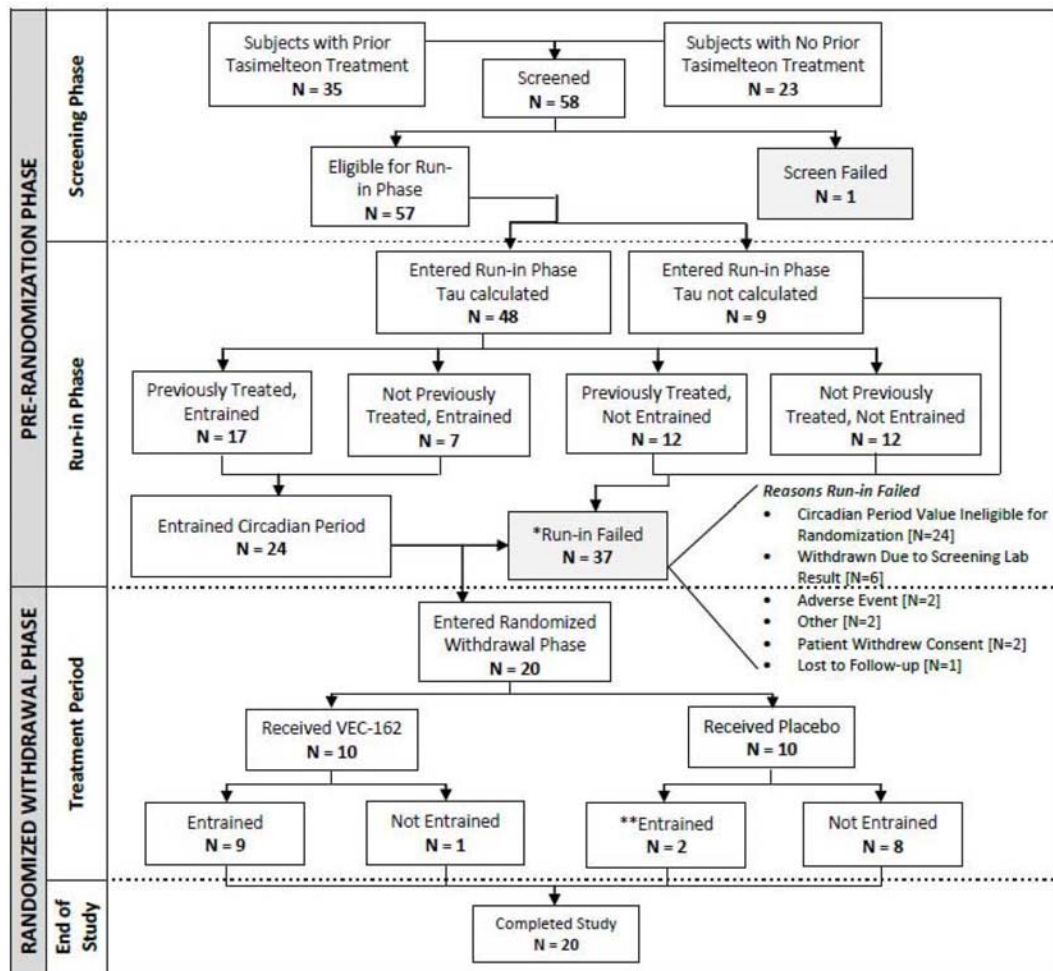 PRE-RANDOMIZATION PHASE
Screening Phase
Subjects with Prior
Tasimelteon Treatment
N = 35
Screened
N = 58
Subjects with No Prior
Tasimelteon Treatment
N = 23
Eligible for Run-
in Phase
N = 57
Screen Failed
N = 1
Run-in Phase
Entered Run-in Phase
Tau calculated
N = 48
Entered Run-in Phase
Tau not calculated
N = 9
Previously Treated,
Entrained
N = 17
Not Previously
Treated, Entrained
N = 7
Previously Treated,
Not Entrained
N = 12
Not Previously
Treated, Not Entrained
N = 12
Entrained Circadian Period
N = 24
*Run-in Failed
N = 37
Reasons Run-in Failed
• Circadian Period Value Ineligible for
Randomization [N=24]
• Withdrawn Due to Screening Lab
Result [N=6]
• Adverse Event [N=2]
• Other [N=2]
• Patient Withdrew Consent [N=2]
• Lost to Follow-up [N=1]
RANDOMIZED WITHDRAWAL PHASE
Treatment Period
Entered Randomized
Withdrawal Phase
N = 20
Received VEC-162
N = 10
Received Placebo
N = 10
Entrained
N = 9
Not Entrained
N = 1
**Entrained
N = 2
Not Entrained
N = 8
End of
Study
Completed Study
N = 20